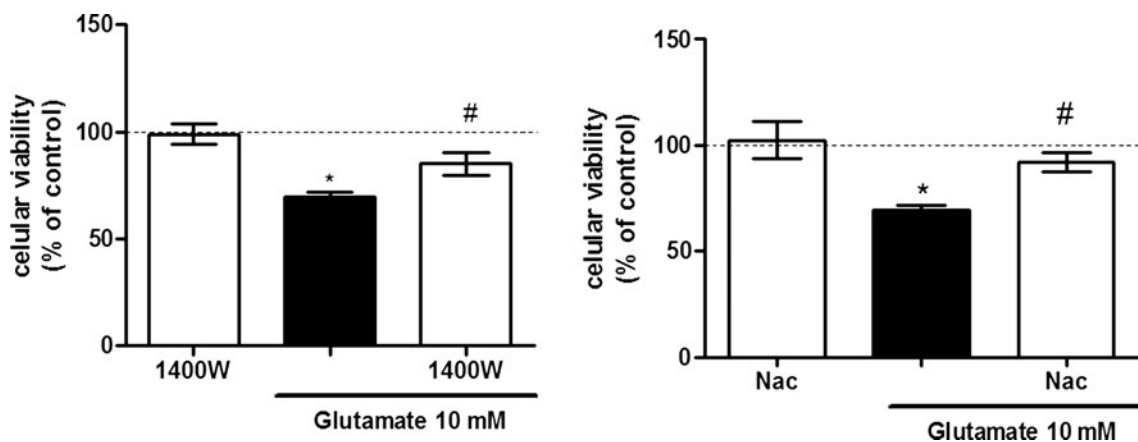 celular viability
(% of control)
150
100
50
0
*
#
1400W
1400W
Glutamate 10 mM
celular viability
(% of control)
150
100
50
0
*
#
Nac
Nac
Glutamate 10 mM